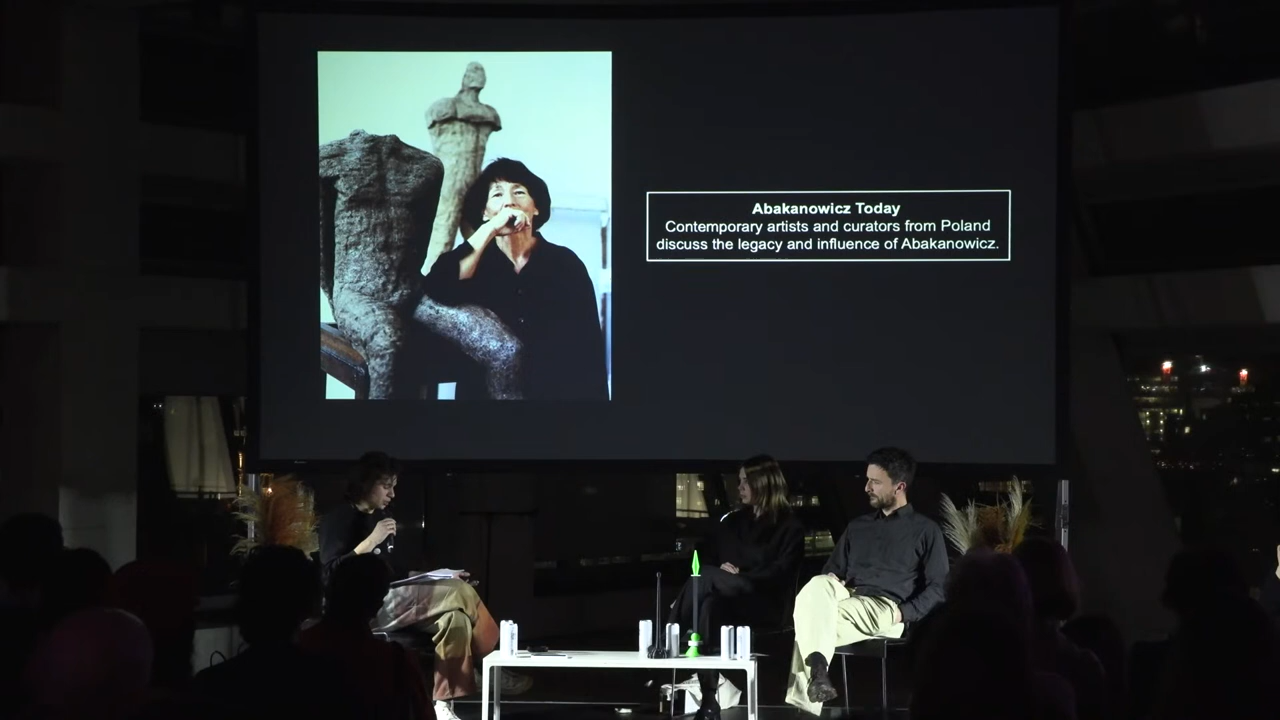 Abakanowicz Today
Contemporary artists and curators from Poland
discuss the legacy and influence of Abakanowicz.